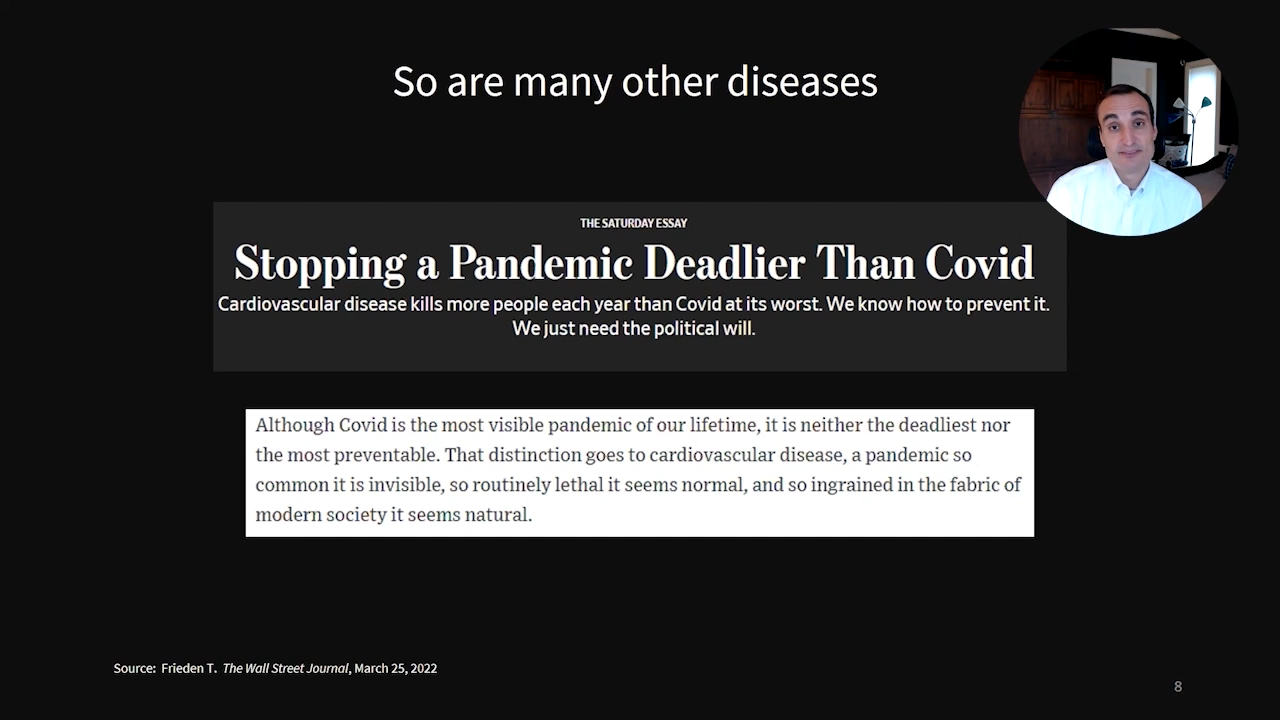 So are many other diseases
THE SATURDAY ESSAY
Stopping a Pandemic Deadlier Than Covid
Cardiovascular disease kills more people each year than Covid at its worst. We know how to prevent it.
We just need the political will.
Although Covid is the most visible pandemic of our lifetime, it is neither the deadliest nor
the most preventable. That distinction goes to cardiovascular disease, a pandemic so
common it is invisible, so routinely lethal it seems normal, and so ingrained in the fabric of
modern society it seems natural.
Source: Frieden T. The Wall Street Journal, March 25, 2022
8